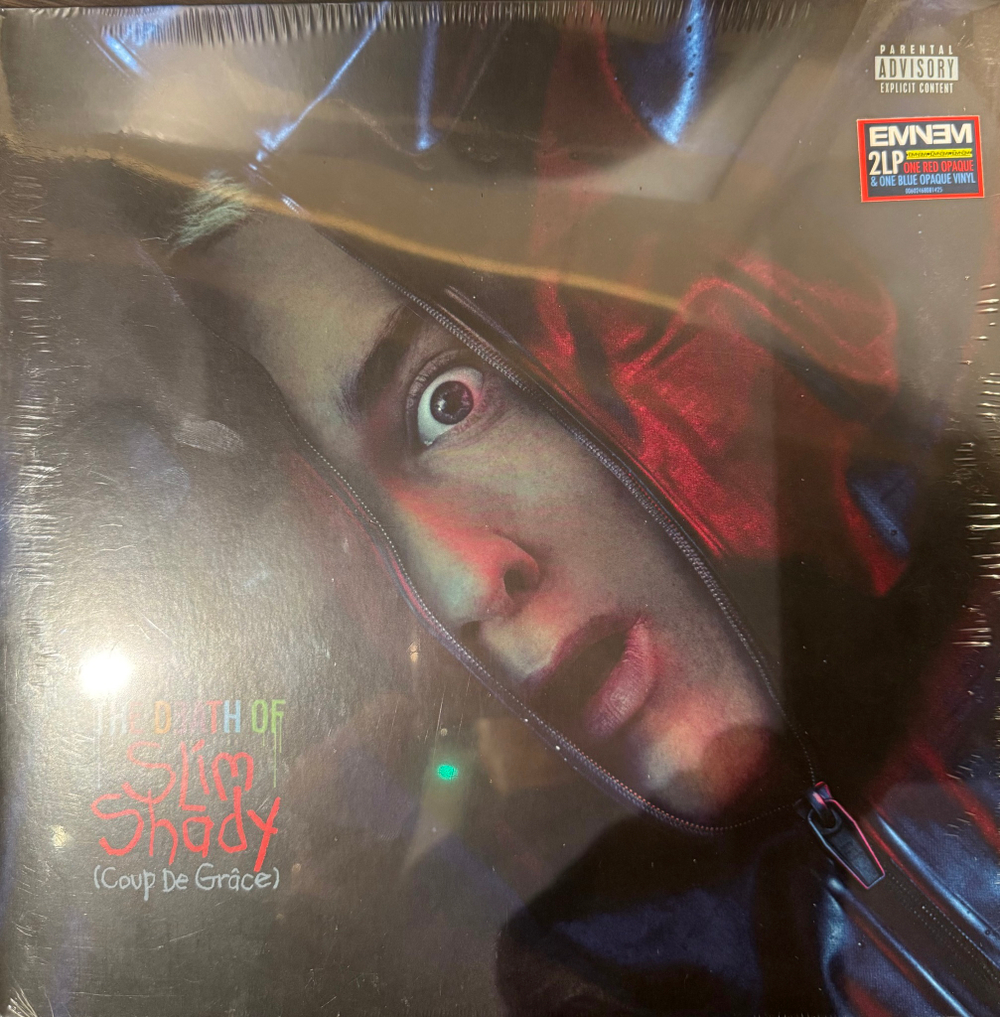 PARENTAL
ADVISORY
EXPLICIT CONTENT
EMINEM
2LP ONE RED OPAQUE
& ONE BLUE OPAQUE VINYL
THE DEATH OF
Slim
Shady
(Coup De Grâce)